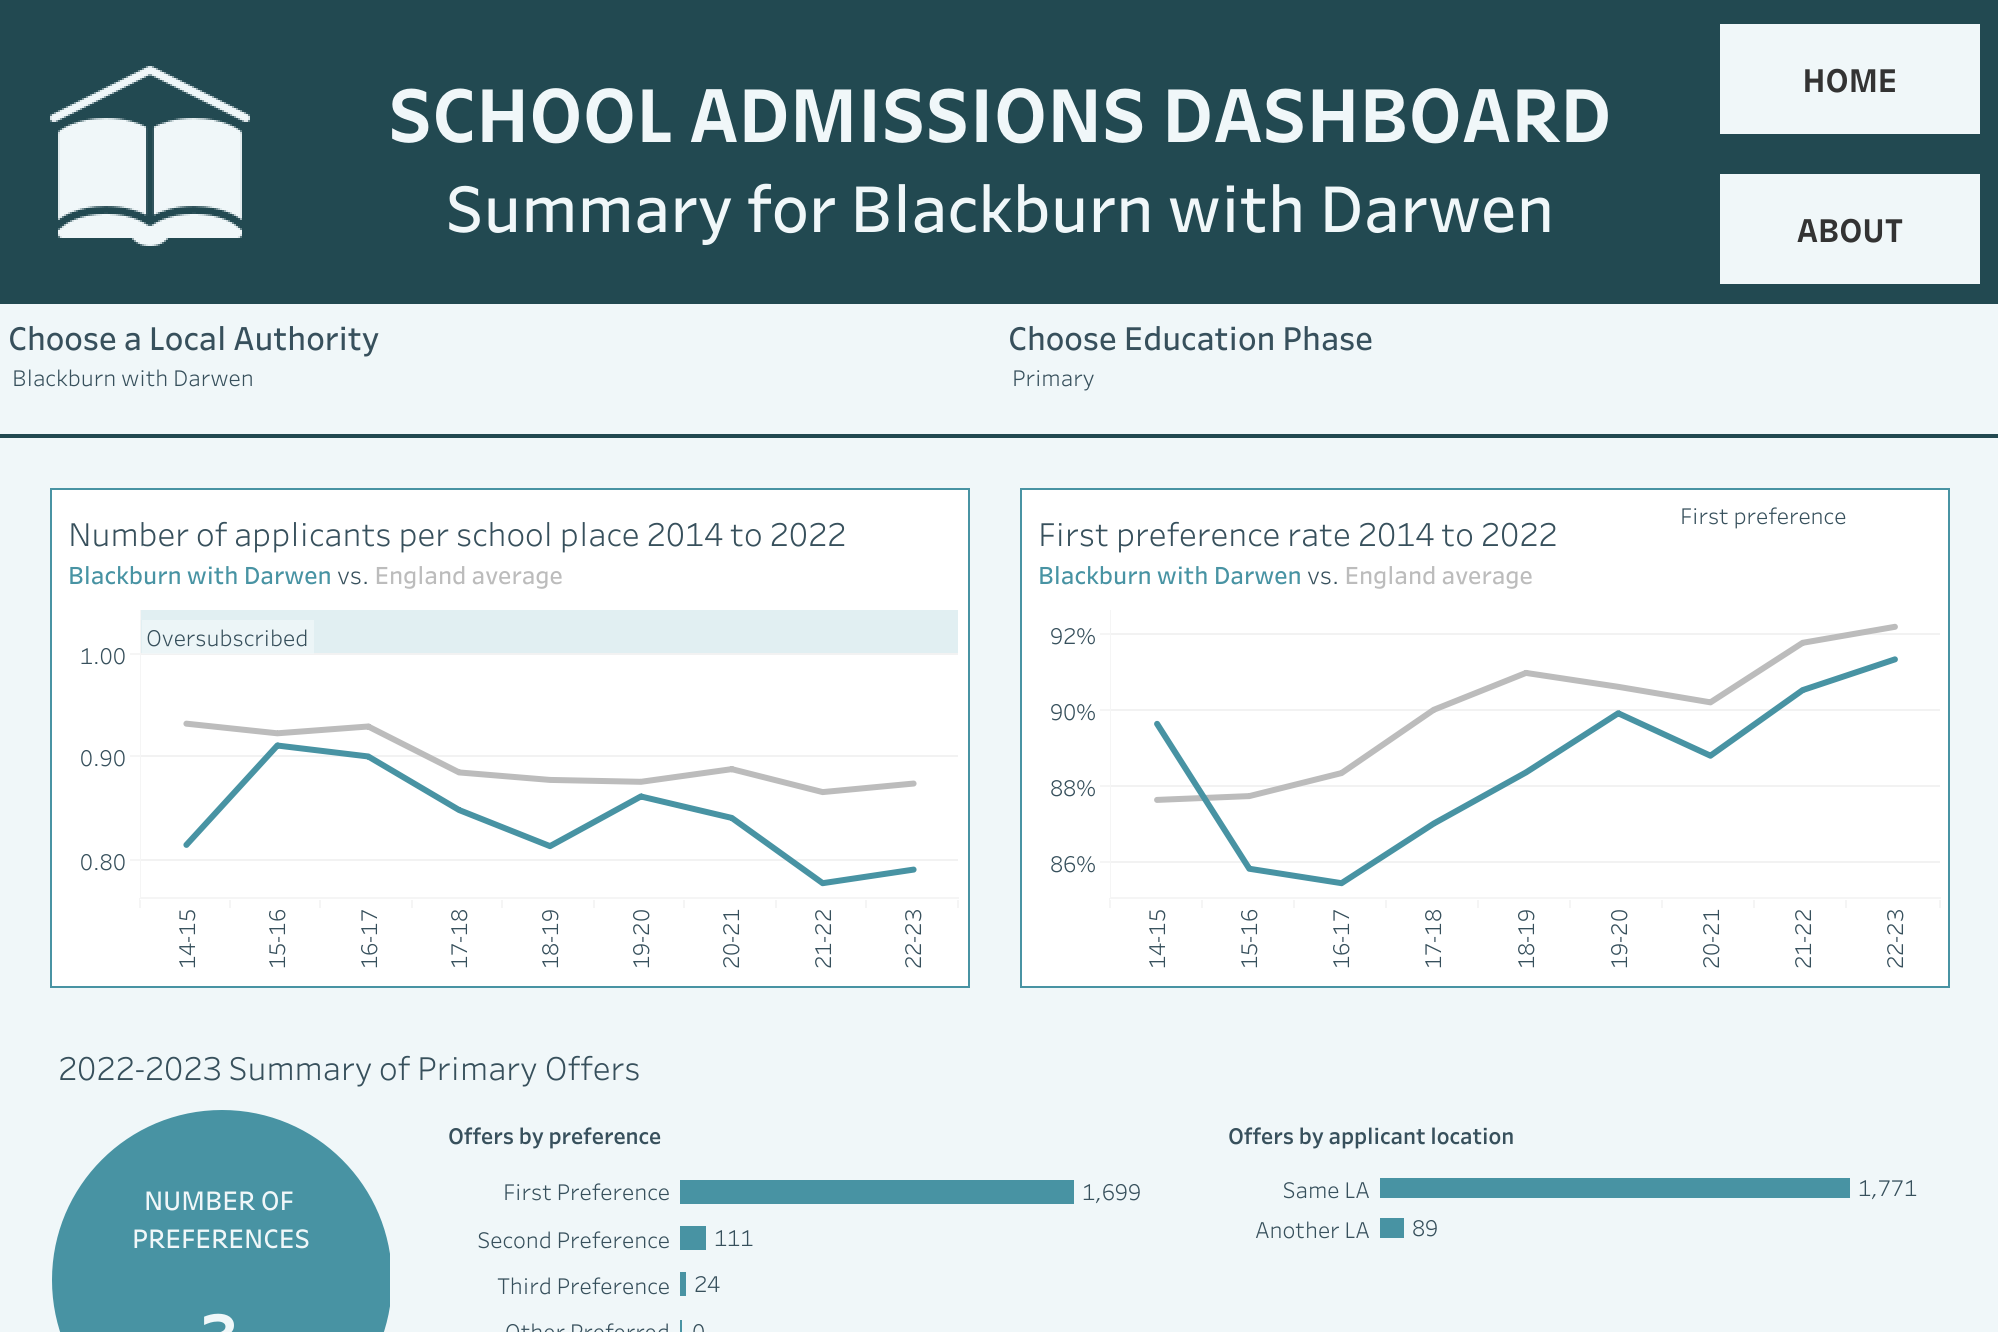 SCHOOL ADMISSIONS DASHBOARD
Summary for Blackburn with Darwen
HOME
ABOUT
Choose a Local Authority
Blackburn with Darwen
Choose Education Phase
Primary
Number of applicants per school place 2014 to 2022
Blackburn with Darwen vs. England average
Oversubscribed
1.00
0.90
0.80
14-15
15-16
16-17
17-18
18-19
19-20
20-21
21-22
22-23
First preference rate 2014 to 2022
First preference
Blackburn with Darwen vs. England average
92%
90%
88%
86%
14-15
15-16
16-17
17-18
18-19
19-20
20-21
21-22
22-23
2022-2023 Summary of Primary Offers
NUMBER OF
PREFERENCES
3
Offers by preference
First Preference 1,699
Second Preference 111
Third Preference 24
Other Preferred 0
Offers by applicant location
Same LA 1,771
Another LA 89